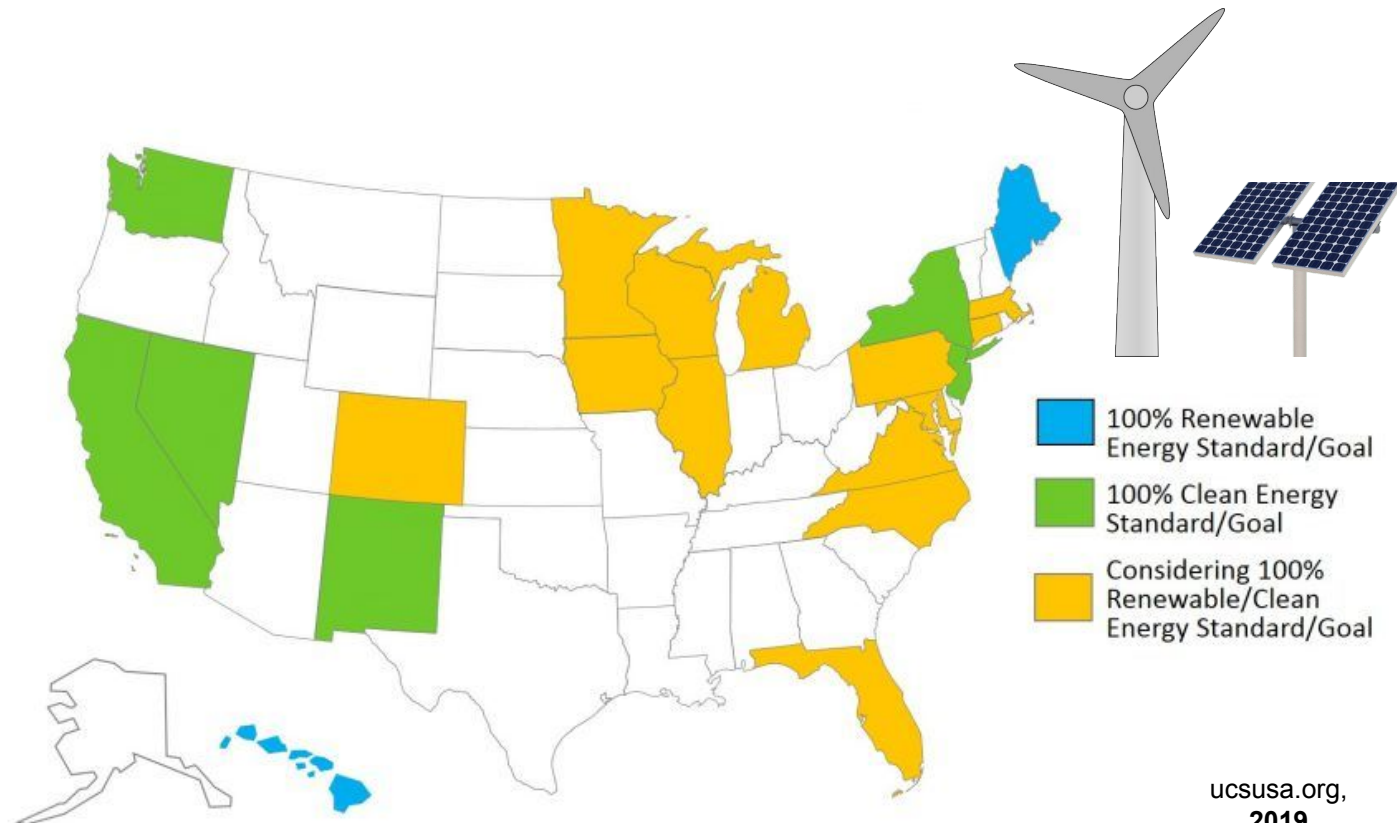 100% Renewable
Energy Standard/Goal
100% Clean Energy
Standard/Goal
Considering 100%
Renewable/Clean
Energy Standard/Goal
ucsusa.org,
2019